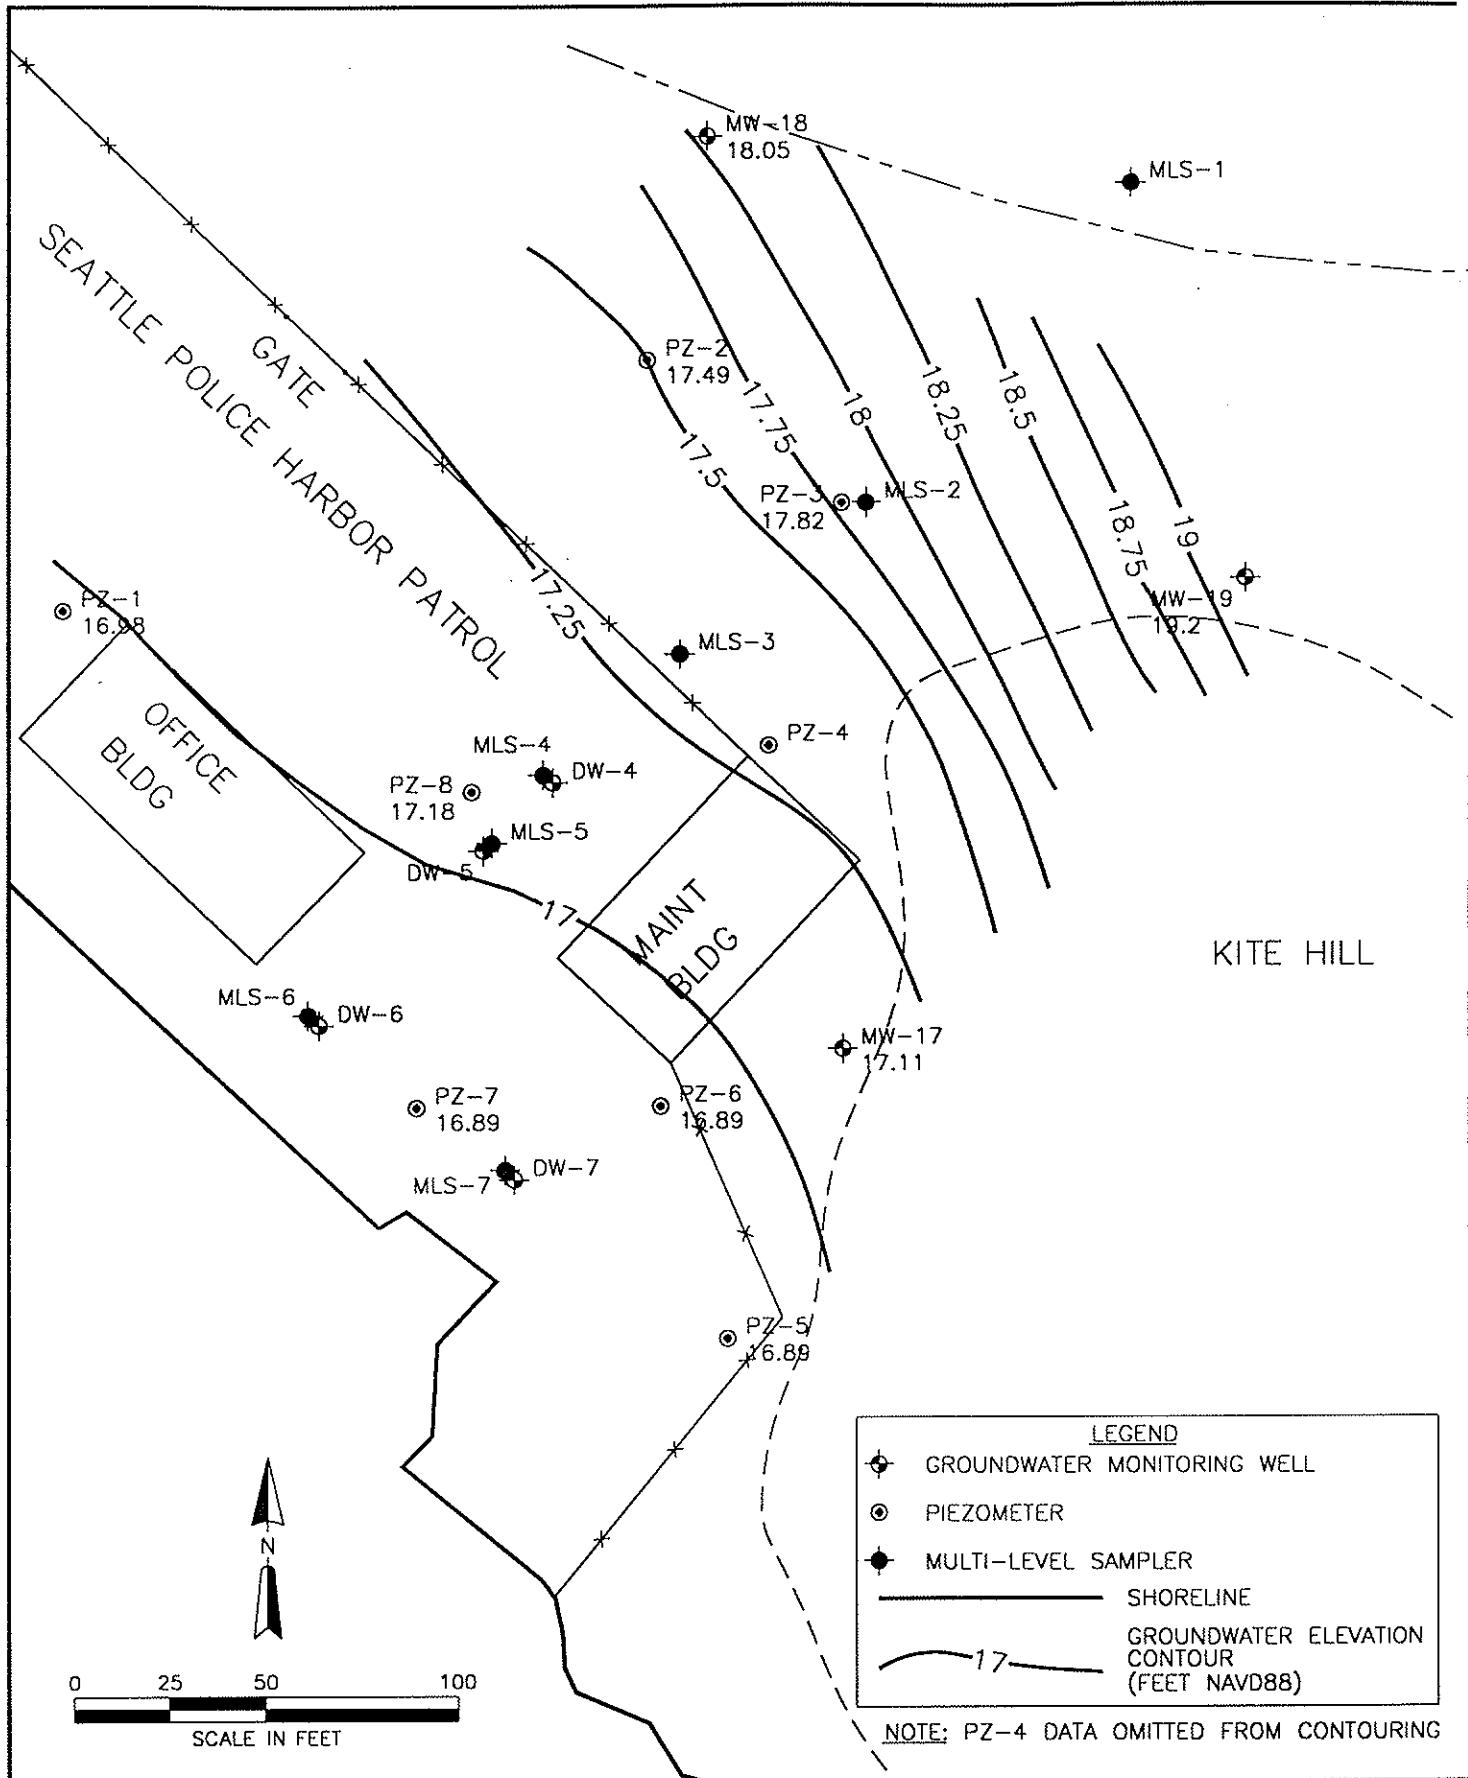 MW-18
18.05
MLS-1
SEATTLE POLICE HARBOR PATROL
GATE
PZ-2
17.49
17.75
18
18.25
18.5
17.5
PZ-3
17.82
MLS-2
18.75
19
MW-19
19.2
17.25
PZ-1
16.98
MLS-3
OFFICE
BLDG
PZ-4
MLS-4
DW-4
PZ-8
17.18
MLS-5
DW-5
17
MAINT
BLDG
KITE HILL
MLS-6
DW-6
MW-17
17.11
PZ-7
16.89
PZ-6
16.89
DW-7
MLS-7
PZ-5
16.89
LEGEND
GROUNDWATER MONITORING WELL
PIEZOMETER
MULTI-LEVEL SAMPLER
SHORELINE
17
GROUNDWATER ELEVATION
CONTOUR
(FEET NAVD88)
N
0 25 50 100
SCALE IN FEET
NOTE: PZ-4 DATA OMITTED FROM CONTOURING